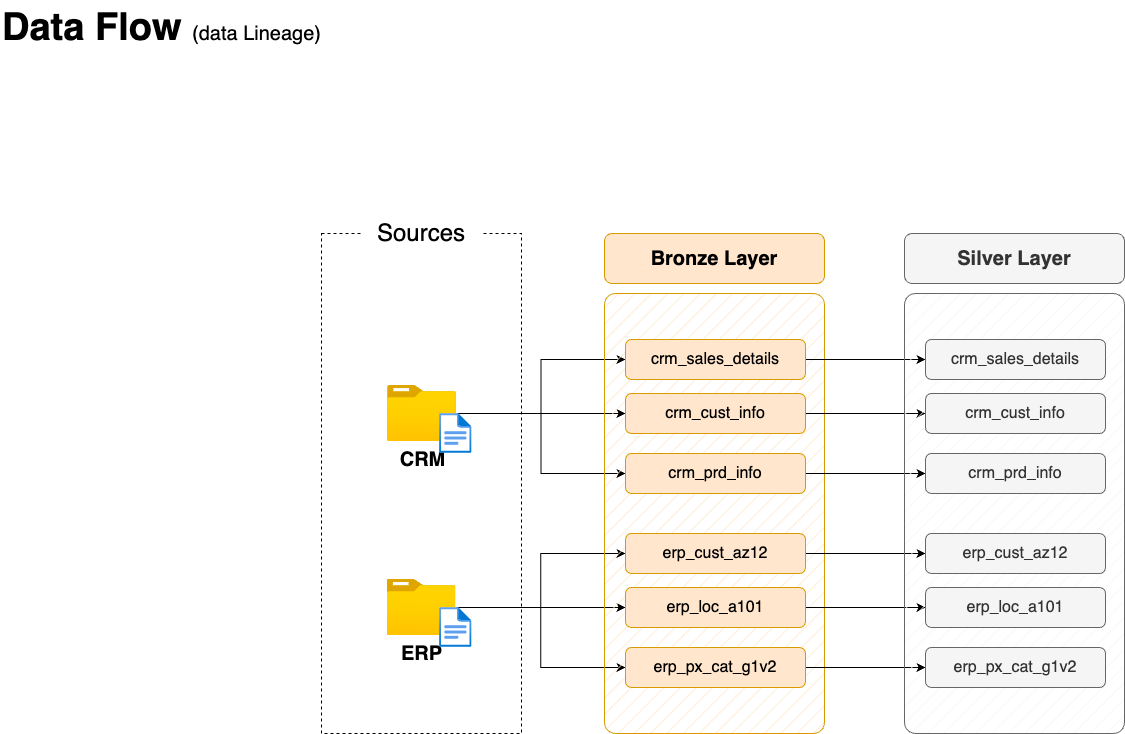 Data Flow (data Lineage)
Sources
Bronze Layer
Silver Layer
crm_sales_details
crm_sales_details
CRM
crm_cust_info
crm_cust_info
crm_prd_info
crm_prd_info
ERP
erp_cust_az12
erp_cust_az12
erp_loc_a101
erp_loc_a101
erp_px_cat_g1v2
erp_px_cat_g1v2